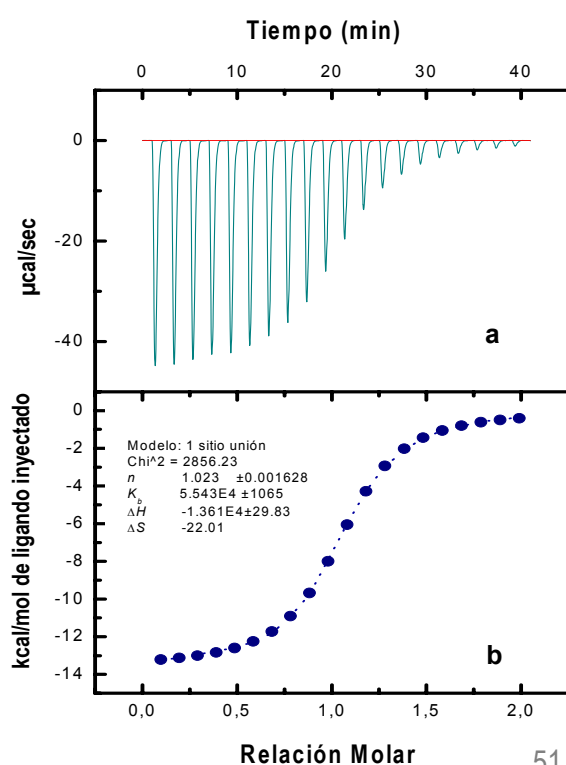 Tiempo (min)
0 10 20 30 40
0
-20
-40
µcal/sec
a
0
-2
-4
-6
-8
-10
-12
-14
kcal/mol de ligando inyectado
Modelo: 1 sitio unión
Chi^2 = 2856.23
n 1.023 ±0.001628
K_b 5.543E4 ±1065
ΔH -1.361E4±29.83
ΔS -22.01
b
0,0 0,5 1,0 1,5 2,0
Relación Molar
51